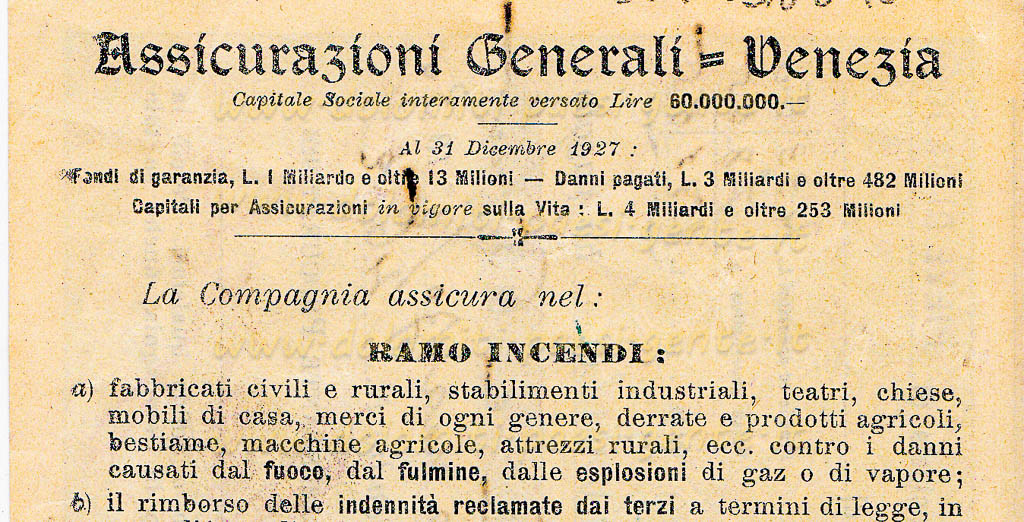 Assicurazioni Generali = Venezia
Capitale Sociale interamente versato Lire 60.000.000.—
Al 31 Dicembre 1927 :
Fondi di garanzia, L. 1 Miliardo e oltre 13 Milioni — Danni pagati, L. 3 Miliardi e oltre 482 Milioni
Capitali per Assicurazioni in vigore sulla Vita : L. 4 Miliardi e oltre 253 Milioni
La Compagnia assicura nel :
RAMO INCENDI :
a) fabbricati civili e rurali, stabilimenti industriali, teatri, chiese,
mobili di casa, merci di ogni genere, derrate e prodotti agricoli,
bestiame, macchine agricole, attrezzi rurali, ecc. contro i danni
causati dal fuoco, dal fulmine, dalle esplosioni di gaz o di vapore;
b) il rimborso delle indennità reclamate dai terzi a termini di legge, in